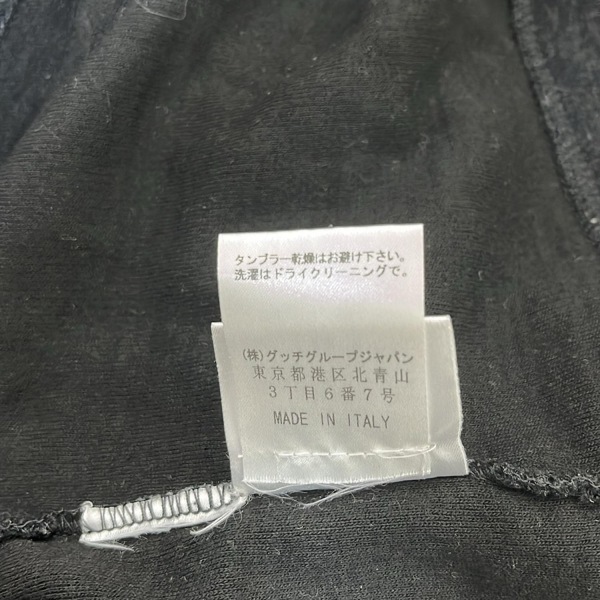 タンブラー乾燥はお避け下さい。
洗濯はドライクリーニングで。
(株)グッチグループジャパン
東京都港区北青山
3丁目6番7号
MADE IN ITALY